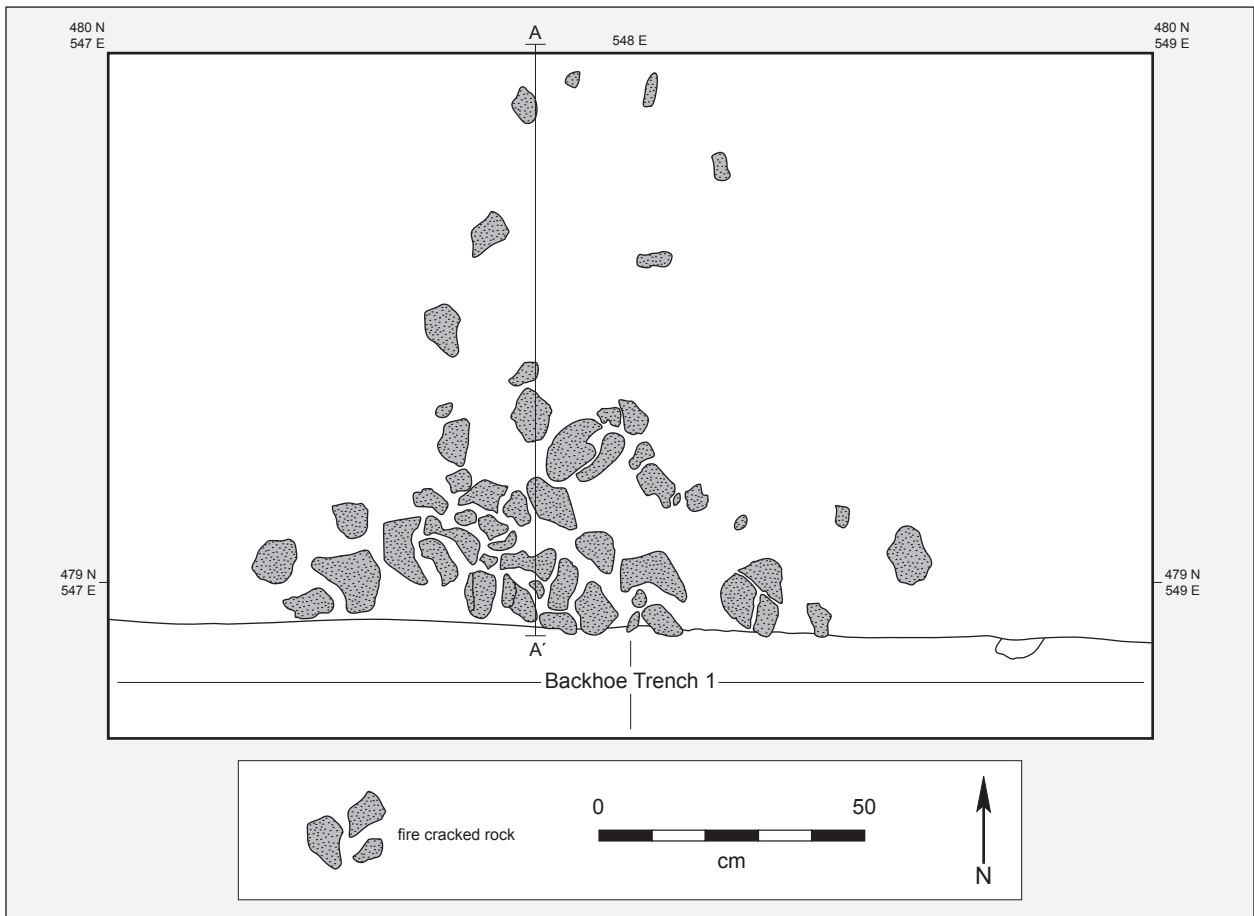 480 N
547 E
A
548 E
480 N
549 E
479 N
547 E
479 N
549 E
A´
Backhoe Trench 1
fire cracked rock
0
50
cm
N